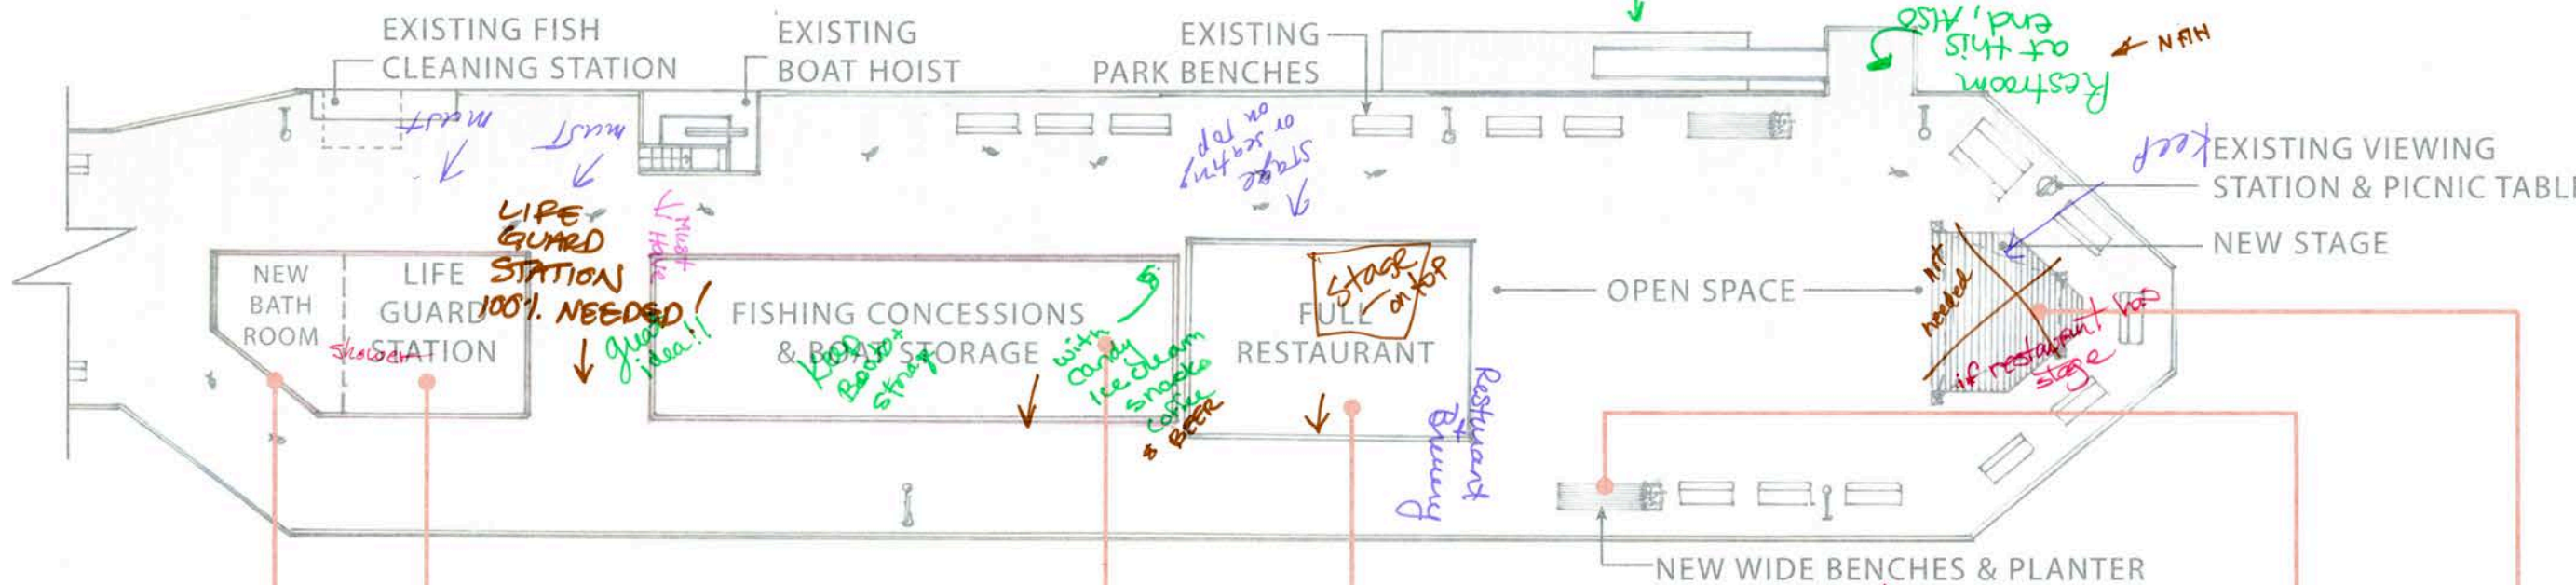 EXISTING FISH
CLEANING STATION
EXISTING
BOAT HOIST
EXISTING
PARK BENCHES
Restroom
at this
end, Also
NAH
must
must
stage
or seating
on top
Keep
EXISTING VIEWING
STATION & PICNIC TABLE
NEW STAGE
OPEN SPACE
LIFE
GUARD
STATION
100% NEEDED!
Must
Have
NEW
BATH
ROOM
LIFE
GUARD
STATION
shower
great
idea!!
FISHING CONCESSIONS
& BOAT STORAGE
Keep
Boat
storage
with
candy
ice cream
snacks
coffee
& BEER
Stage
on top
FULL
RESTAURANT
Restaurant
+
Brewery
not
needed
if restaurant has
stage
NEW WIDE BENCHES & PLANTER